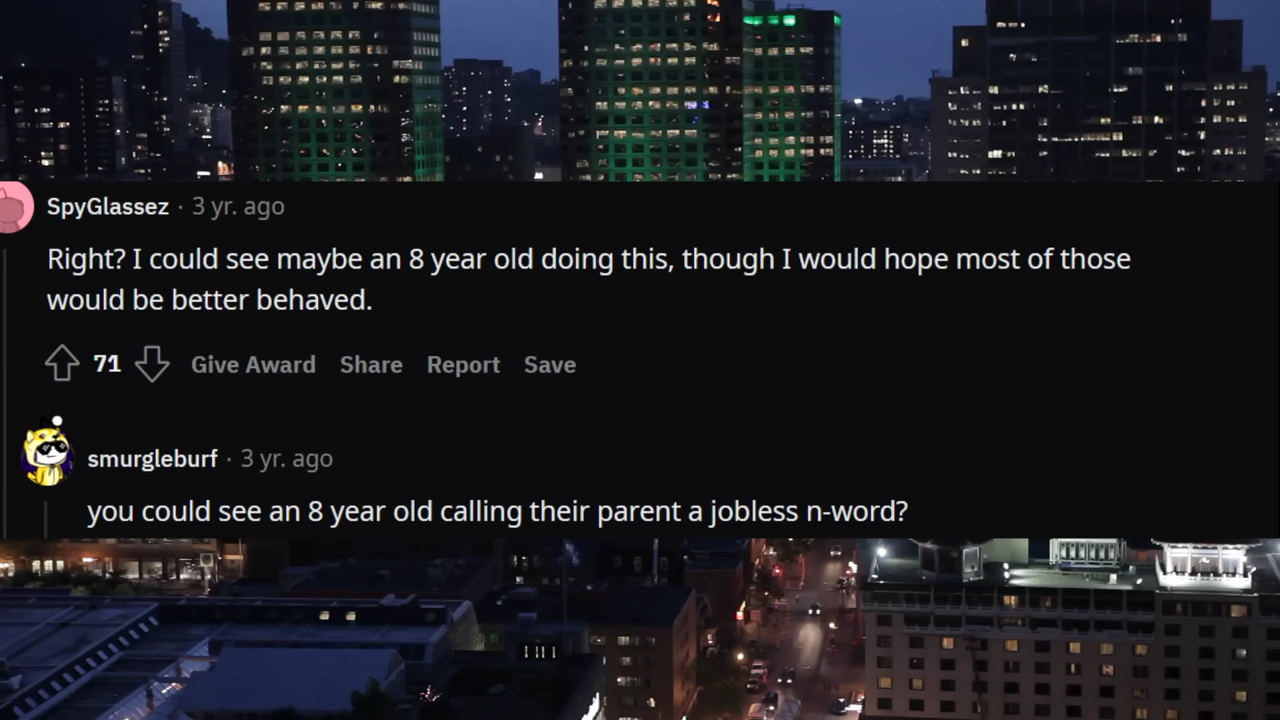 SpyGlassez · 3 yr. ago
Right? I could see maybe an 8 year old doing this, though I would hope most of those
would be better behaved.
71 Give Award Share Report Save
smurgleburf · 3 yr. ago
you could see an 8 year old calling their parent a jobless n-word?